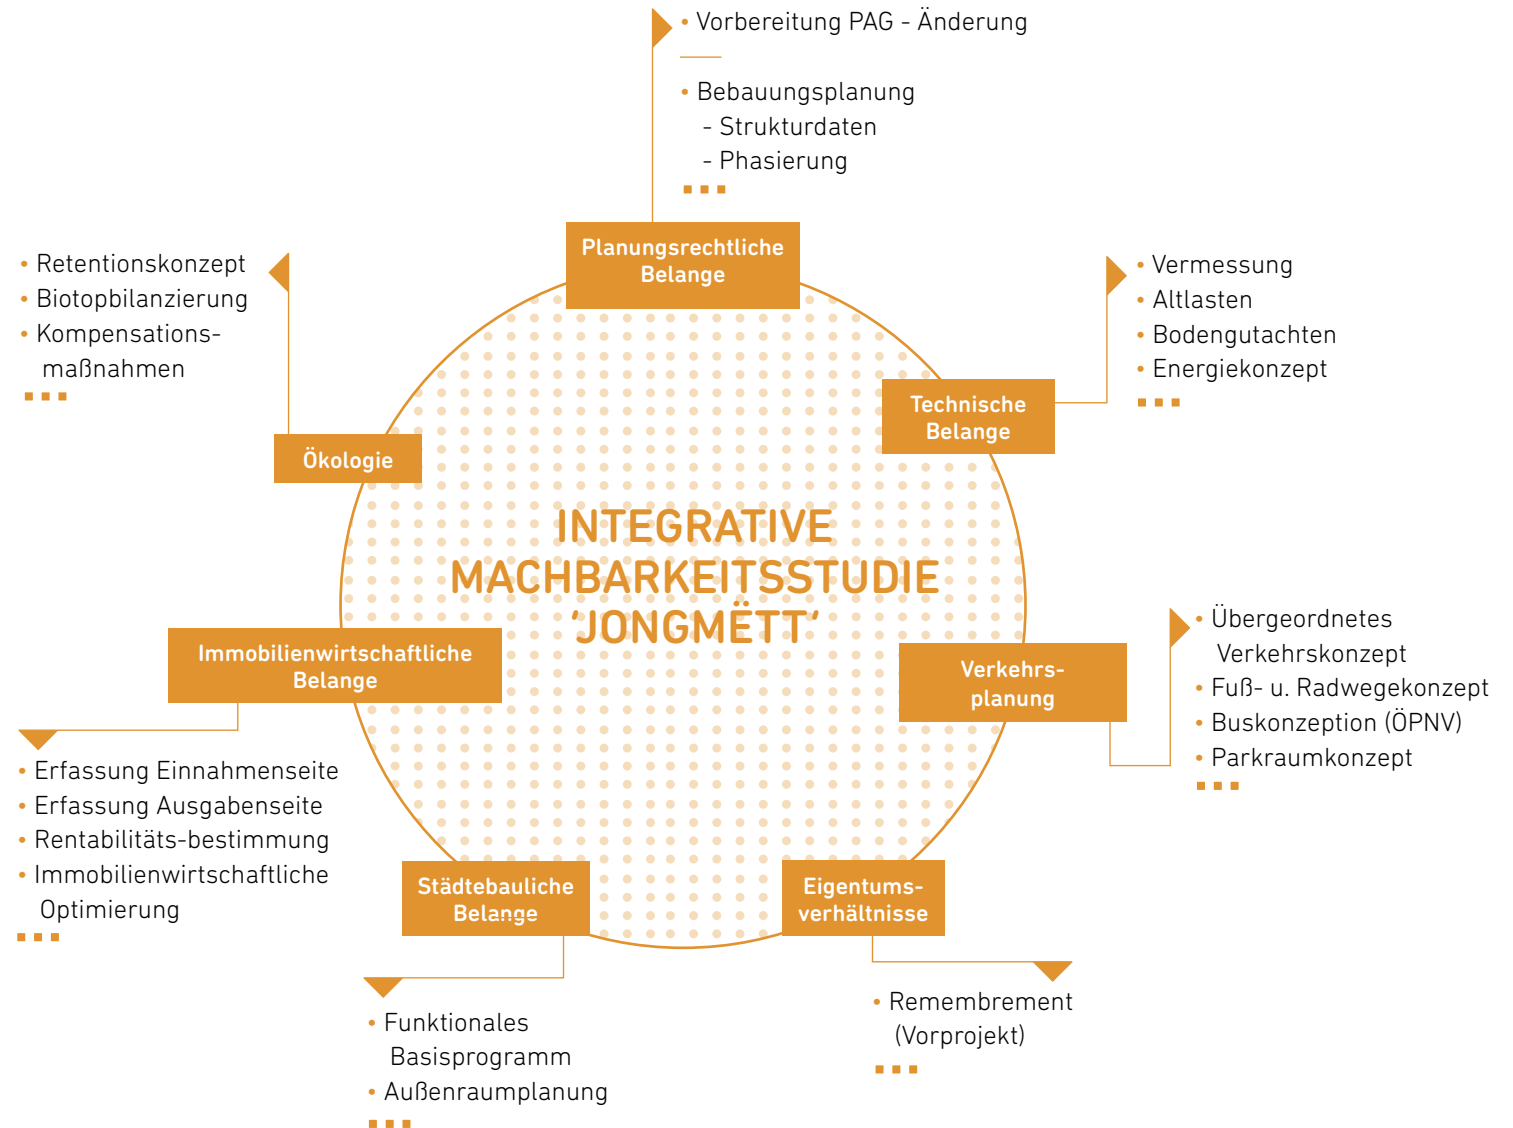 • Vorbereitung PAG - Änderung
• Bebauungsplanung
- Strukturdaten
- Phasierung
Planungsrechtliche
Belange
• Retentionskonzept
• Biotopbilanzierung
• Kompensations-
maßnahmen
Ökologie
• Vermessung
• Altlasten
• Bodengutachten
• Energiekonzept
Technische
Belange
INTEGRATIVE
MACHBARKEITSSTUDIE
‘JONGMËTT’
Immobilienwirtschaftliche
Belange
• Erfassung Einnahmenseite
• Erfassung Ausgabenseite
• Rentabilitäts-bestimmung
• Immobilienwirtschaftliche
Optimierung
Verkehrs-
planung
• Übergeordnetes
Verkehrskonzept
• Fuß- u. Radwegekonzept
• Buskonzeption (ÖPNV)
• Parkraumkonzept
Städtebauliche
Belange
• Funktionales
Basisprogramm
• Außenraumplanung
Eigentums-
verhältnisse
• Remembrement
(Vorprojekt)